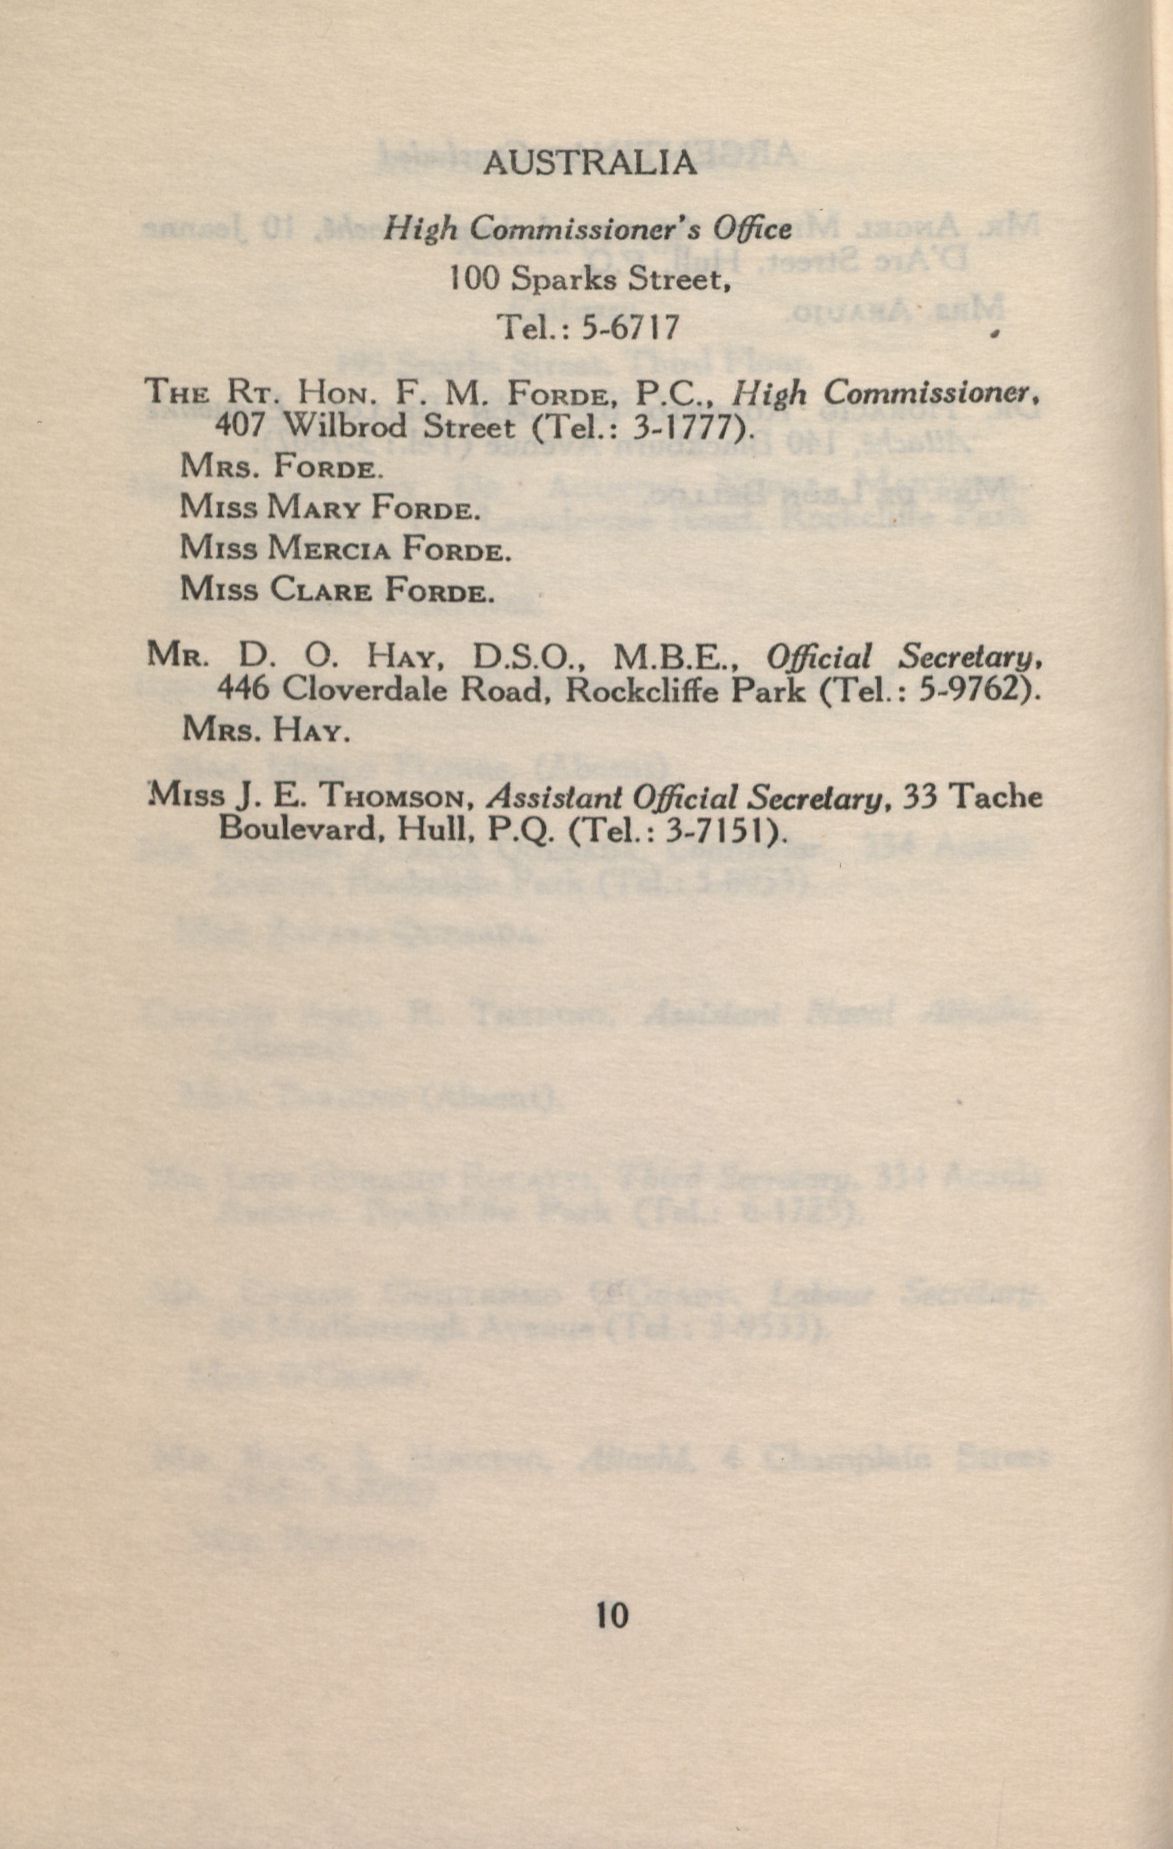 AUSTRALIA
High Commissioner's Office
100 Sparks Street,
Tel.: 5-6717
THE RT. HON. F. M. FORDE, P.C., High Commissioner,
407 Wilbrod Street (Tel.: 3-1777).
MRS. FORDE.
MISS MARY FORDE.
MISS MERCIA FORDE.
MISS CLARE FORDE.
MR. D. O. HAY, D.S.O., M.B.E., Official Secretary,
446 Cloverdale Road, Rockcliffe Park (Tel.: 5-9762).
MRS. HAY.
MISS J. E. THOMSON, Assistant Official Secretary, 33 Tache
Boulevard, Hull, P.Q. (Tel.: 3-7151).
10